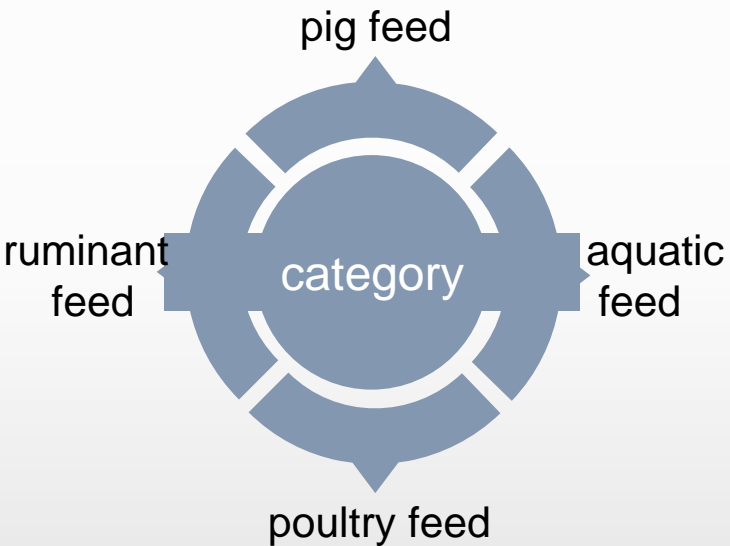 pig feed
ruminant
feed
category
aquatic
feed
poultry feed